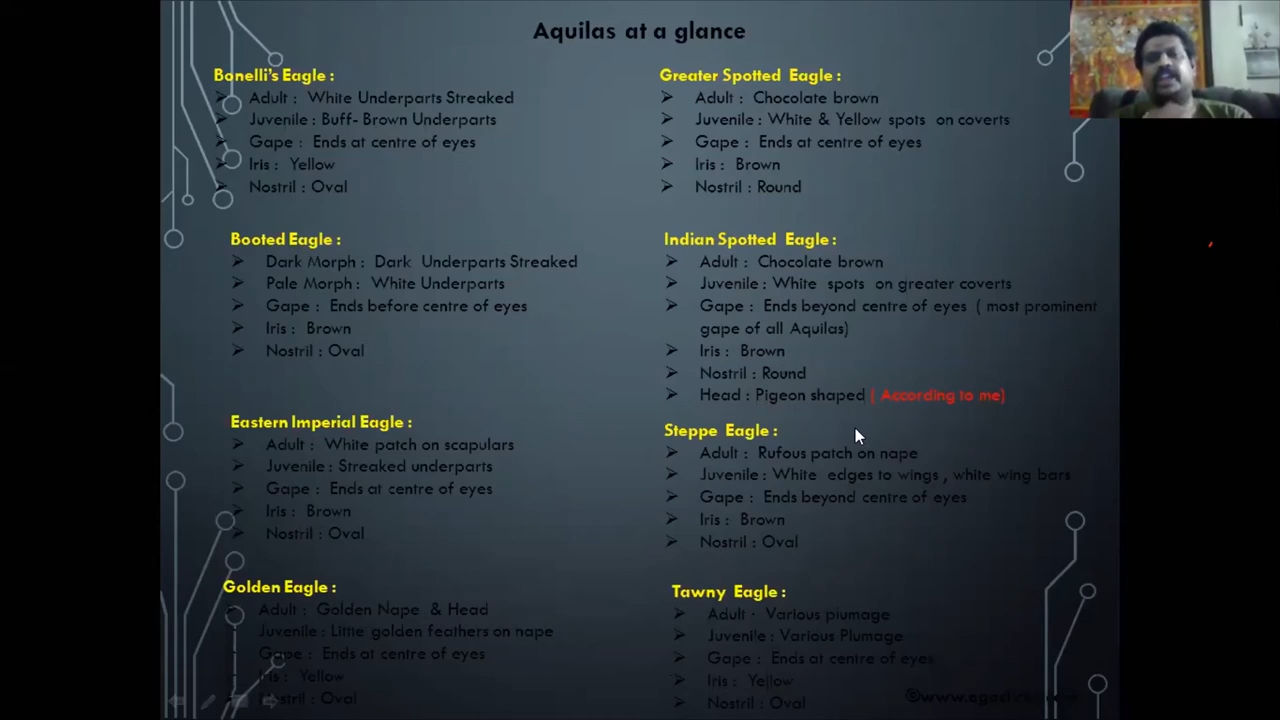 Aquilas at a glance
Bonelli's Eagle :
Adult : White Underparts Streaked
Juvenile : Buff- Brown Underparts
Gape : Ends at centre of eyes
Iris : Yellow
Nostril : Oval
Booted Eagle :
Dark Morph : Dark Underparts Streaked
Pale Morph : White Underparts
Gape : Ends before centre of eyes
Iris : Brown
Nostril : Oval
Eastern Imperial Eagle :
Adult : White patch on scapulars
Juvenile : Streaked underparts
Gape : Ends at centre of eyes
Iris : Brown
Nostril : Oval
Golden Eagle :
Adult : Golden Nape & Head
Juvenile : Little golden feathers on nape
Gape : Ends at centre of eyes
Iris : Yellow
Nostril : Oval
Greater Spotted Eagle :
Adult : Chocolate brown
Juvenile : White & Yellow spots on coverts
Gape : Ends at centre of eyes
Iris : Brown
Nostril : Round
Indian Spotted Eagle :
Adult : Chocolate brown
Juvenile : White spots on greater coverts
Gape : Ends beyond centre of eyes ( most prominent
gape of all Aquilas)
Iris : Brown
Nostril : Round
Head : Pigeon shaped ( According to me)
Steppe Eagle :
Adult : Rufous patch on nape
Juvenile : White edges to wings , white wing bars
Gape : Ends beyond centre of eyes
Iris : Brown
Nostril : Oval
Tawny Eagle :
Adult : Various plumage
Juvenile : Various Plumage
Gape : Ends at centre of eyes
Iris : Yellow
Nostril : Oval